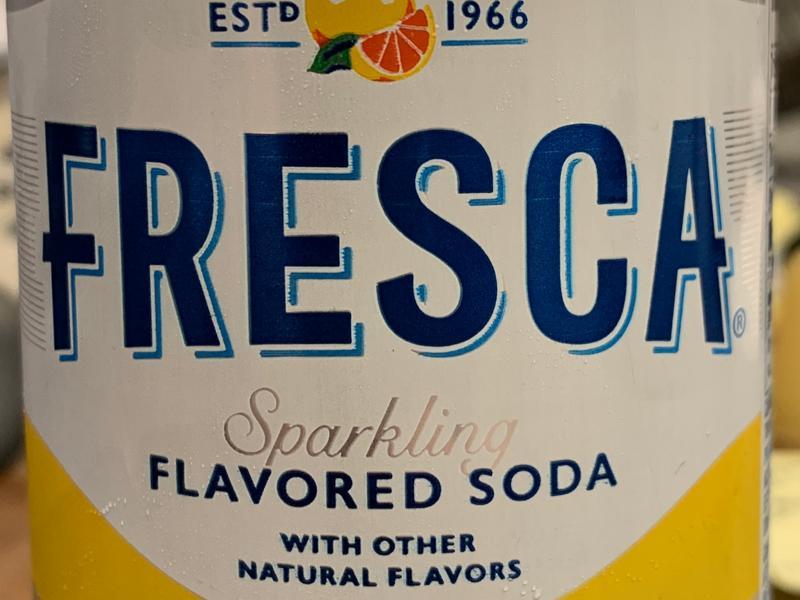 ESTD 1966
FRESCA®
Sparkling
FLAVORED SODA
WITH OTHER
NATURAL FLAVORS